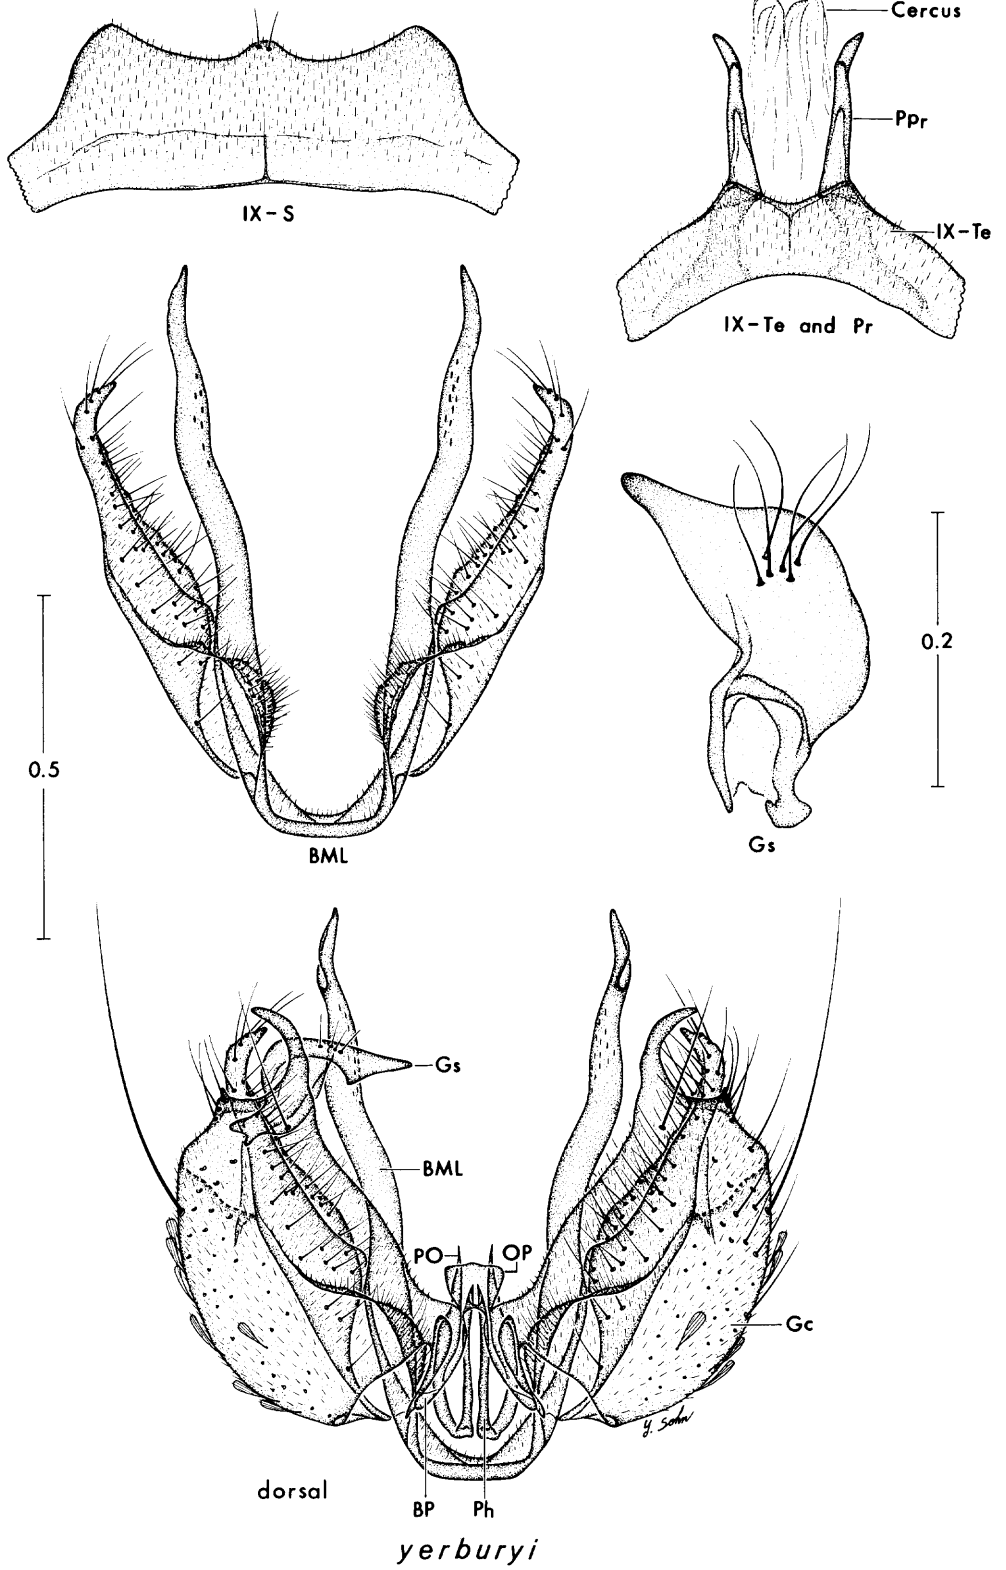 Cercus
Ppr
IX-S
IX-Te
IX-Te and Pr
0.2
0.5
Gs
BML
Gs
BML
PO
OP
Gc
Y. Sohn
dorsal
BP
Ph
yerburyi